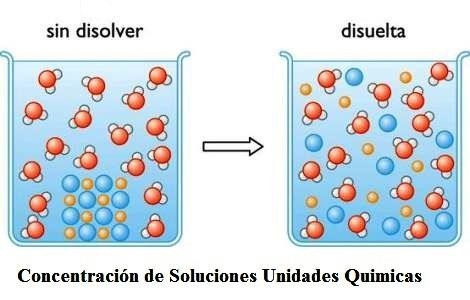 sin disolver
disuelta
Concentración de Soluciones Unidades Quimicas